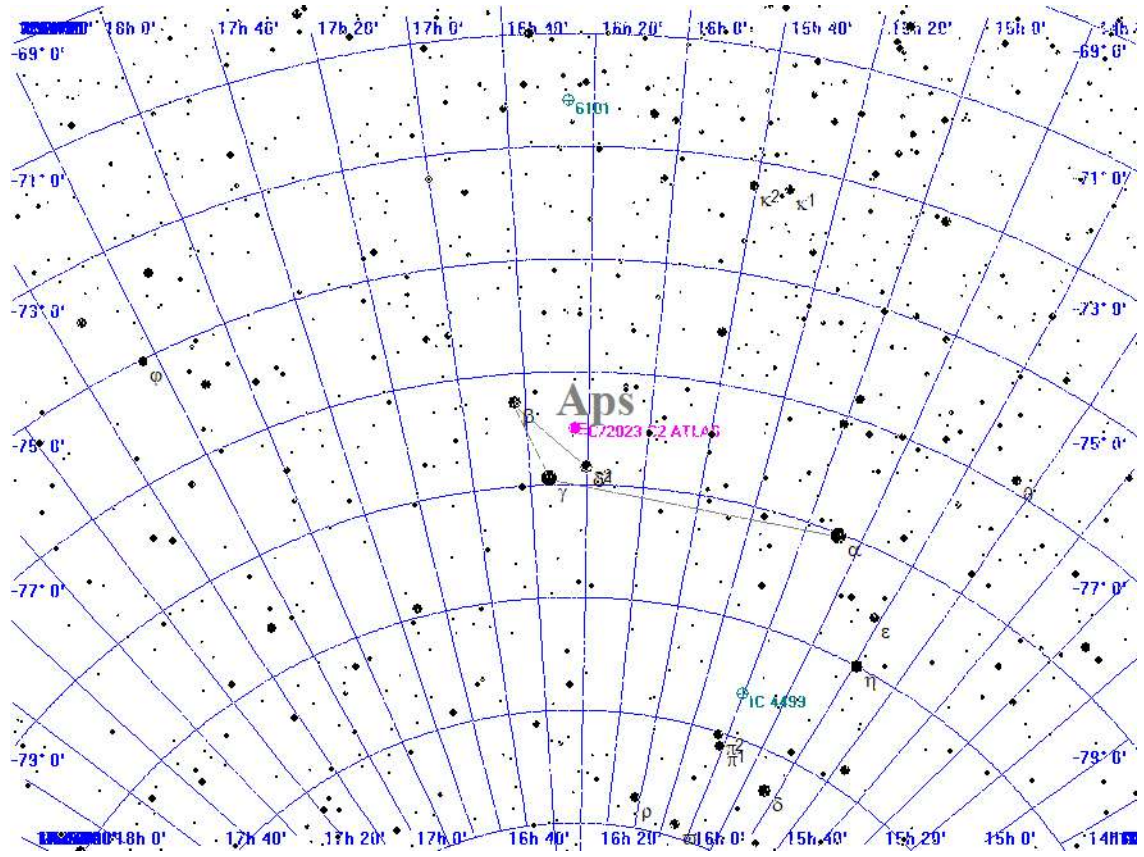 18h 0' 17h 40' 17h 20' 17h 0' 16h 40' 16h 20' 16h 0' 15h 40' 15h 20' 15h 0'
-69° 0' -69° 0'
6101
-71° 0' -71° 0'
κ2 κ1
-73° 0' -73° 0'
φ
Aps
β
C/2023 E2 ATLAS
-75° 0' -75° 0'
γ
θ
α
-77° 0' -77° 0'
ε
η
IC 4499
π2
π1
-79° 0' -79° 0'
δ
ρ
18h 0' 17h 40' 17h 20' 17h 0' 16h 40' 16h 20' 16h 0' 15h 40' 15h 20' 15h 0'